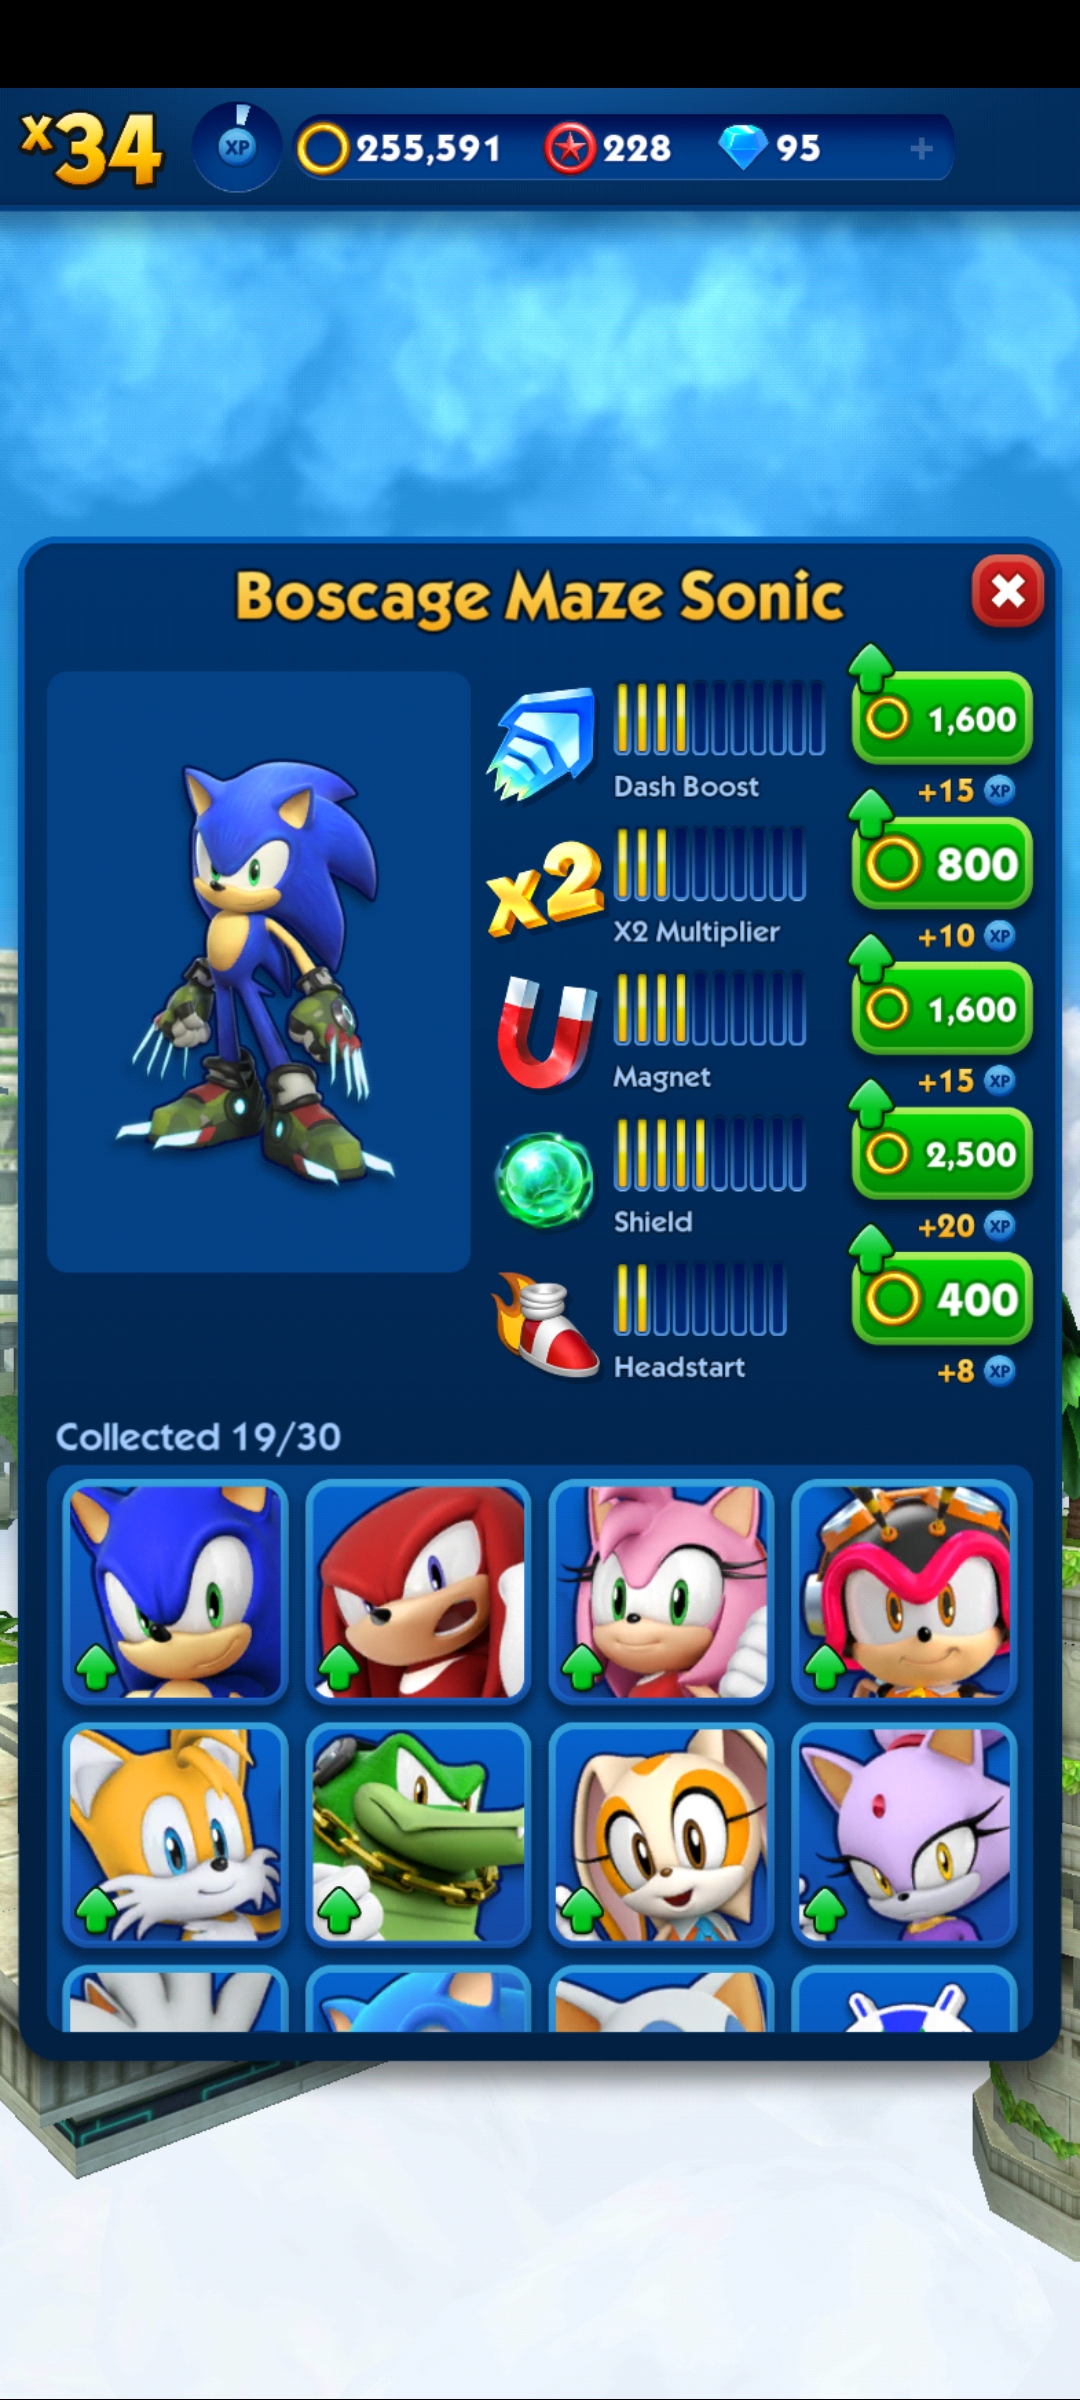 x34 XP 255,591 228 95 +
Boscage Maze Sonic
1,600
Dash Boost
+15 XP
x2
800
X2 Multiplier
+10 XP
1,600
Magnet
+15 XP
2,500
Shield
+20 XP
400
Headstart
+8 XP
Collected 19/30